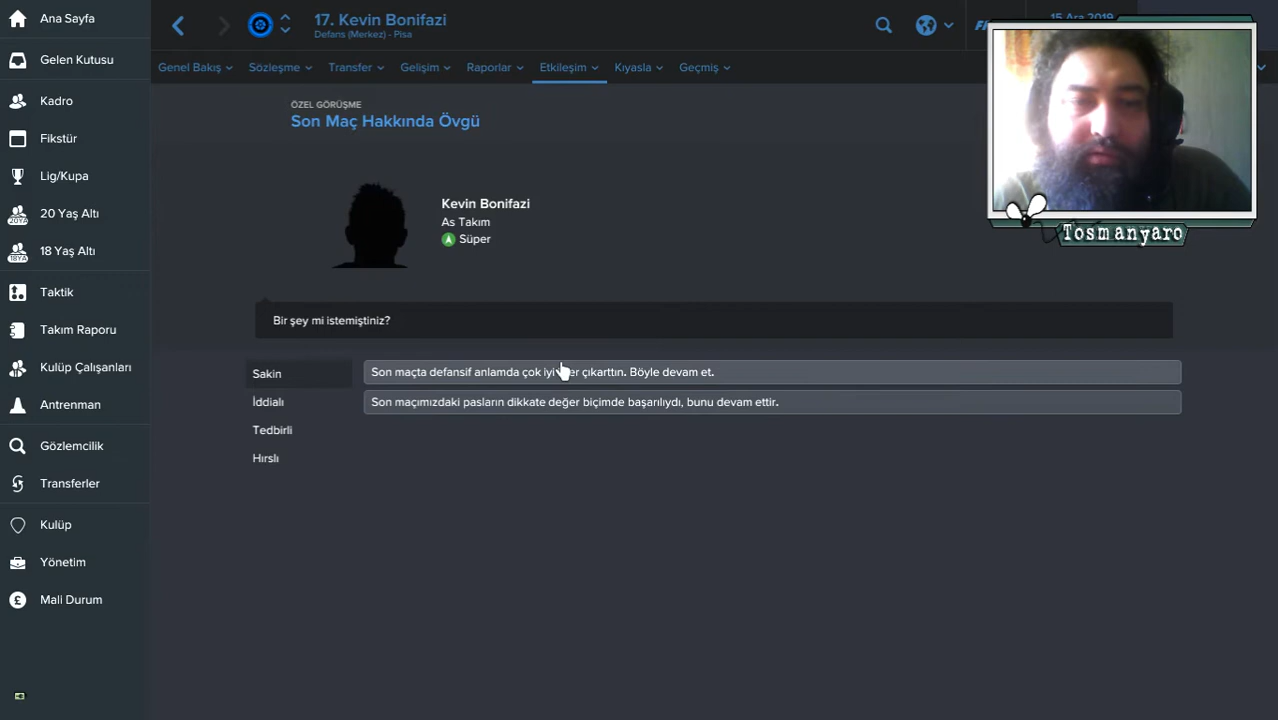 Ana Sayfa
Gelen Kutusu
Kadro
Fikstür
Lig/Kupa
20 Yaş Altı
18 Yaş Altı
Taktik
Takım Raporu
Kulüp Çalışanları
Antrenman
Gözlemcilik
Transferler
Kulüp
Yönetim
Mali Durum
17. Kevin Bonifazi
Defans (Merkez) - Pisa
15 Ara 2019
Genel Bakış Sözleşme Transfer Gelişim Raporlar Etkileşim Kıyasla Geçmiş
ÖZEL GÖRÜŞME
Son Maç Hakkında Övgü
Kevin Bonifazi
As Takım
Süper
Bir şey mi istemiştiniz?
Sakin
İddialı
Tedbirli
Hırslı
Son maçta defansif anlamda çok iyi çıkarttın. Böyle devam et.
Son maçımızdaki pasların dikkate değer biçimde başarılıydı, bunu devam ettir.
Tosmanyaro